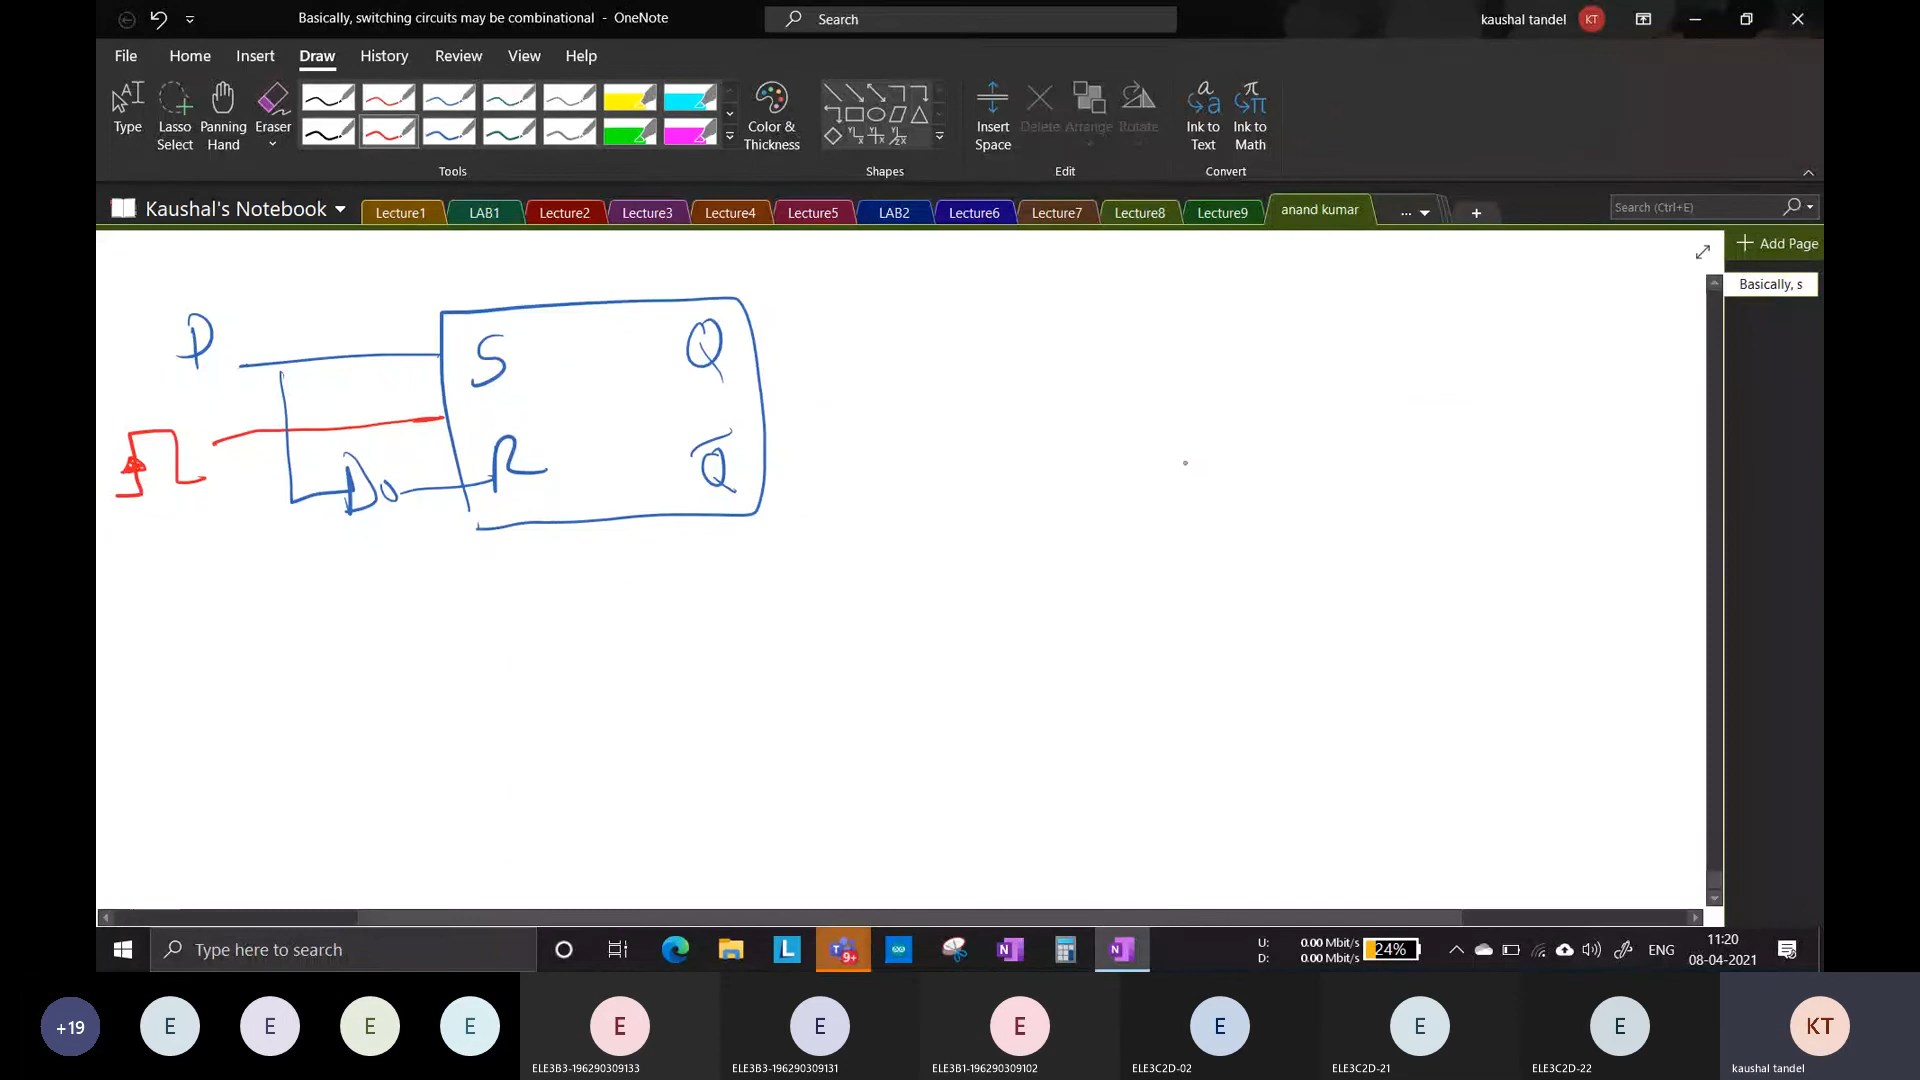 Basically, switching circuits may be combinational - OneNote
Search
kaushal tandel
KT
File Home Insert Draw History Review View Help
Type
Lasso Select
Panning Hand
Eraser
Color & Thickness
Insert Space
Delete
Arrange
Rotate
Ink to Text
Ink to Math
Tools
Shapes
Edit
Convert
Kaushal's Notebook
Lecture1 LAB1 Lecture2 Lecture3 Lecture4 Lecture5 LAB2 Lecture6 Lecture7 Lecture8 Lecture9 anand kumar ... +
Search (Ctrl+E)
Add Page
Basically, s
D
S
Q
R
Q̅
Type here to search
9+
U: 0.00 Mbit/s
D: 0.00 Mbit/s
24%
ENG
11:20
08-04-2021
+19
E E E E E E E E E E KT
ELE3B3-196290309133
ELE3B3-196290309131
ELE3B1-196290309102
ELE3C2D-02
ELE3C2D-21
ELE3C2D-22
kaushal tandel